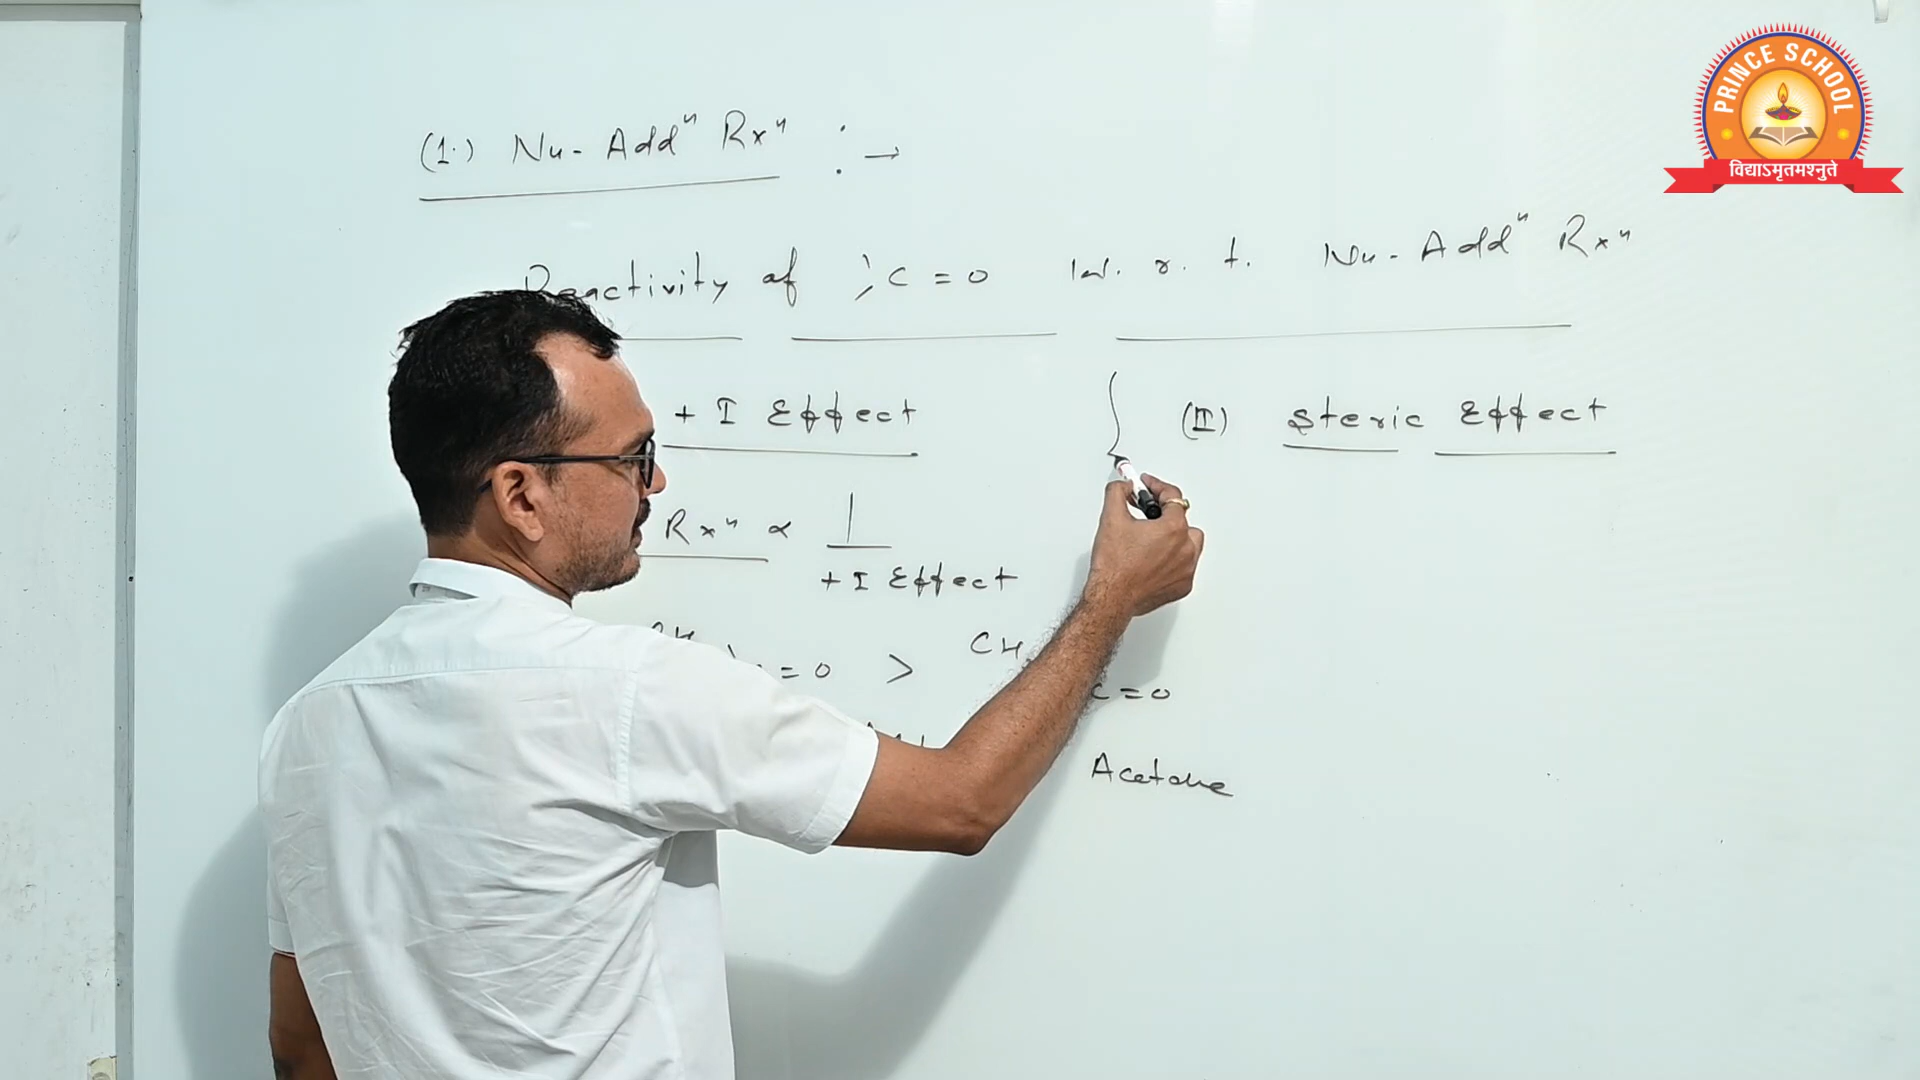 PRINCE SCHOOL
विद्याऽमृतमश्नुते
(1.) Nu- Addⁿ Rxⁿ :→
Reactivity of >C=O w.r.t. Nu-Addⁿ Rxⁿ
+ I Effect
(II) Steric Effect
Rxⁿ ∝ 1
+ I Effect
=O > CH
C=O
Acetone